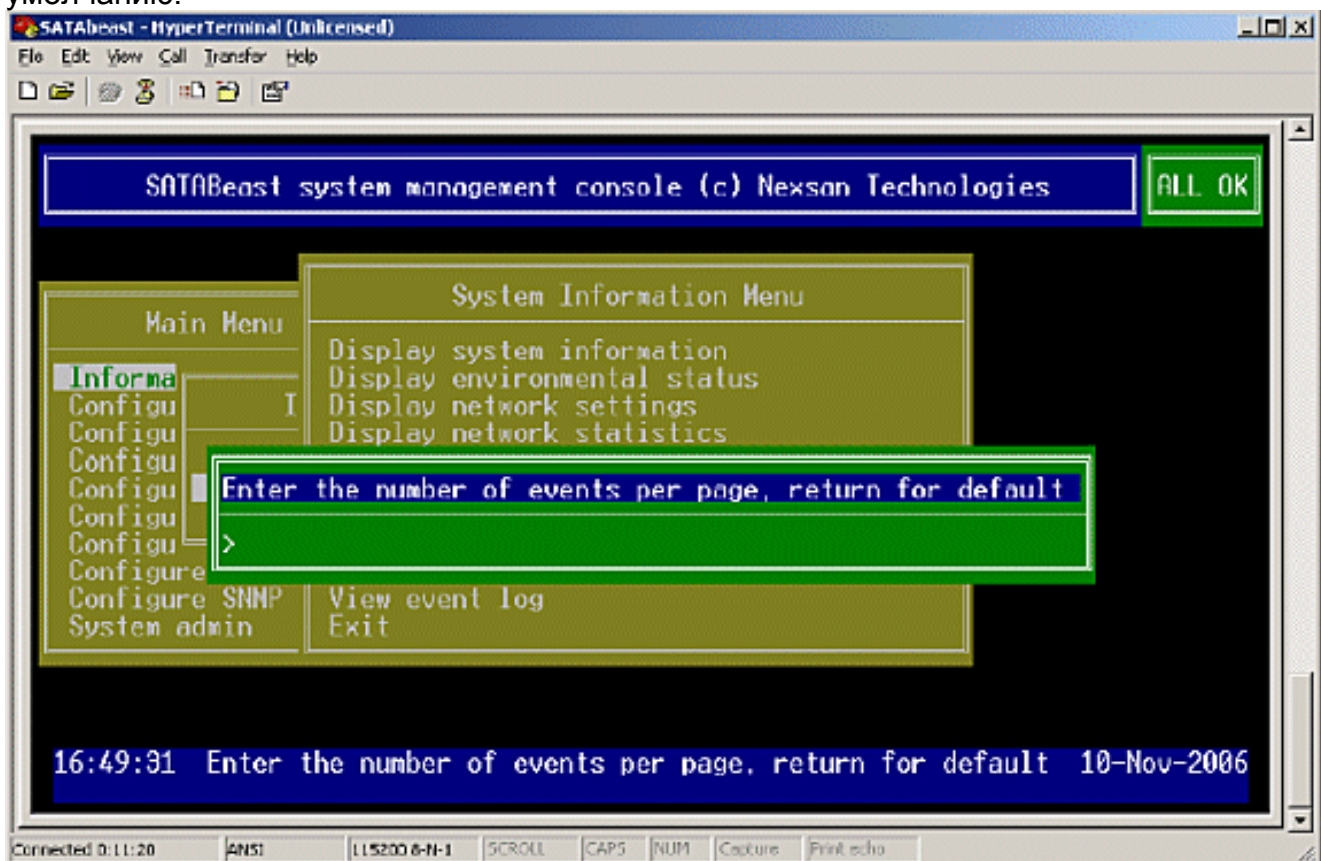 умолчанию.
SATAbeast - HyperTerminal (Unlicensed)
File Edit View Call Transfer Help
SATABeast system management console (c) Nexsan Technologies
ALL OK
System Information Menu
Main Menu
Display system information
Informa
Display environmental status
Configu I
Display network settings
Configu
Display network statistics
Configu
Configu
Enter the number of events per page, return for default
Configu
Configu
>
Configure
Configure SNMP
View event log
System admin
Exit
16:49:31 Enter the number of events per page, return for default 10-Nov-2006
Connected 0:11:20 ANSI 115200 8-N-1 SCROLL CAPS NUM Capture Print echo